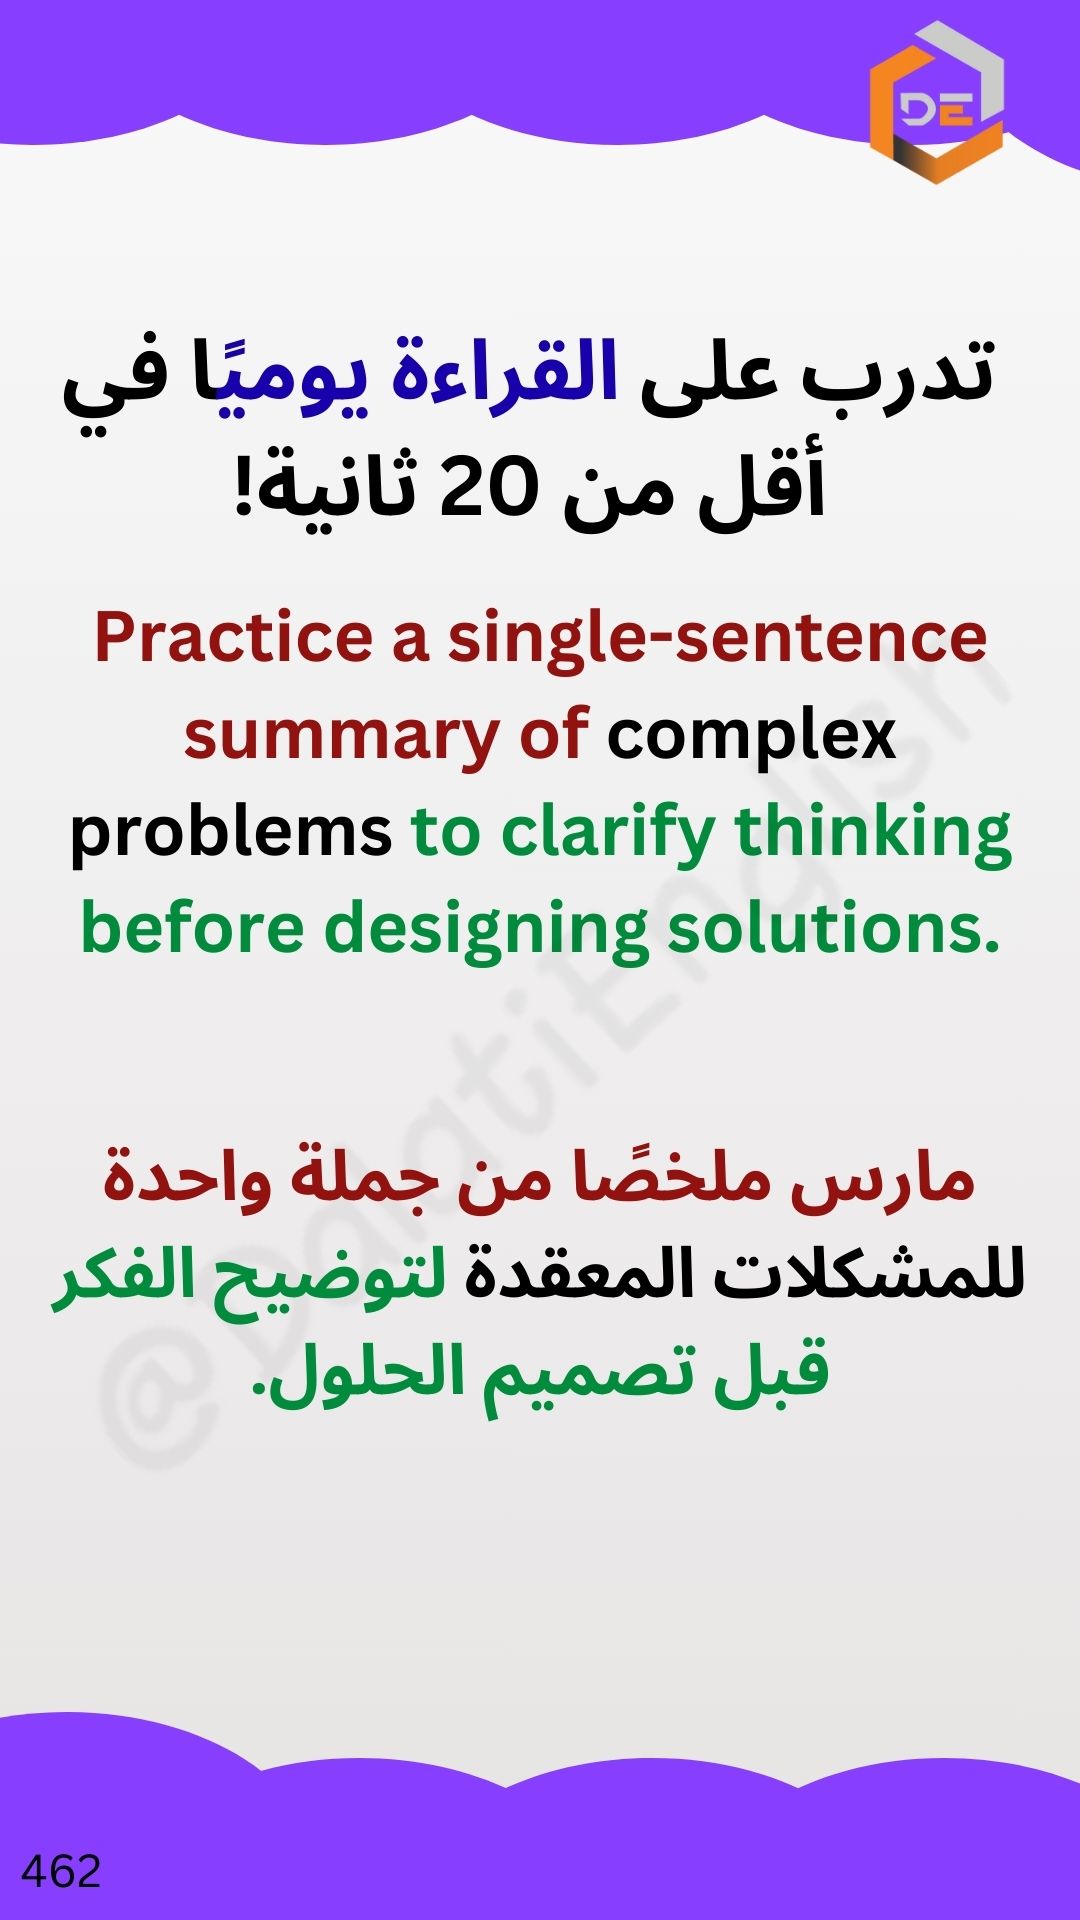 DE
تدرب على القراءة يوميًا في
أقل من 20 ثانية!
Practice a single-sentence
summary of complex
problems to clarify thinking
before designing solutions.
مارس ملخصًا من جملة واحدة
للمشكلات المعقدة لتوضيح الفكر
قبل تصميم الحلول.
@DalatiEnglish
462